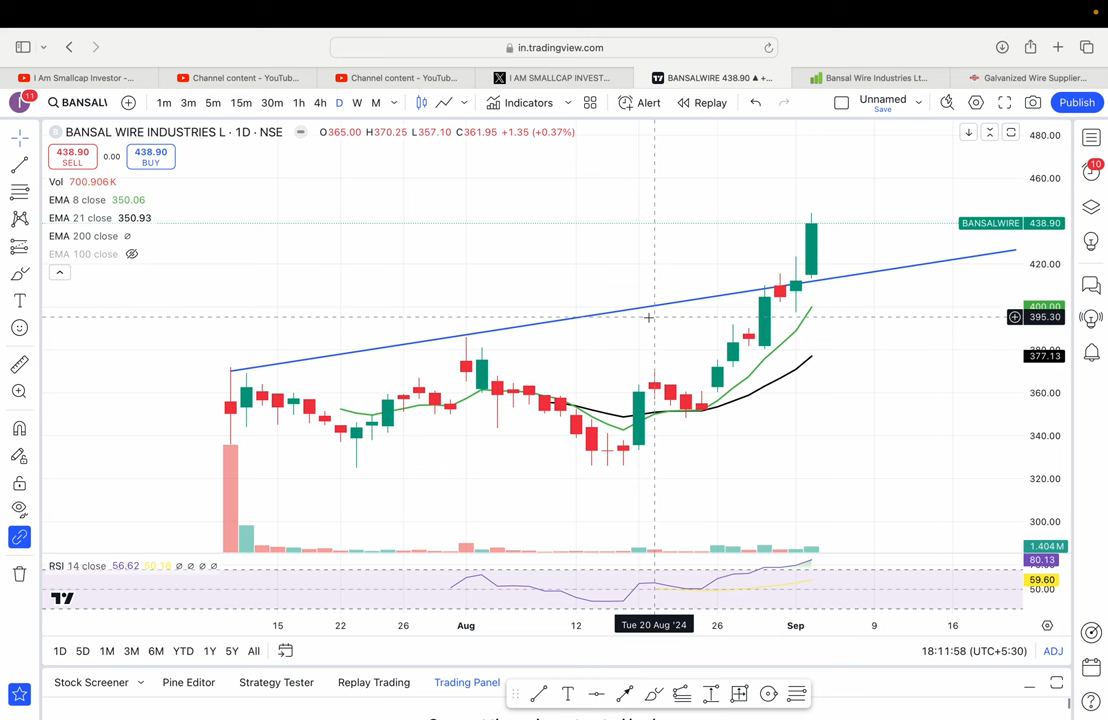 in.tradingview.com
I Am Smallcap Investor -...
Channel content - YouTub...
Channel content - YouTub...
I AM SMALLCAP INVEST...
BANSALWIRE 438.90 ▲ +...
Bansal Wire Industries Lt...
Galvanized Wire Supplier...
11
BANSALV
1m 3m 5m 15m 30m 1h 4h D W M
Indicators
Alert
Replay
Unnamed
Save
Publish
BANSAL WIRE INDUSTRIES L · 1D · NSE
O365.00 H370.25 L357.10 C361.95 +1.35 (+0.37%)
438.90
SELL
0.00
438.90
BUY
Vol 700.906K
EMA 8 close 350.06
EMA 21 close 350.93
EMA 200 close ∅
EMA 100 close
480.00
460.00
BANSALWIRE 438.90
420.00
400.00
395.30
377.13
360.00
340.00
320.00
300.00
1.404M
80.13
59.60
50.00
10
RSI 14 close 56.62 50.18 ∅ ∅ ∅ ∅
15 22 26 Aug 12 Tue 20 Aug '24 26 Sep 9 16
1D 5D 1M 3M 6M YTD 1Y 5Y All
18:11:58 (UTC+5:30) ADJ
Stock Screener Pine Editor Strategy Tester Replay Trading Trading Panel